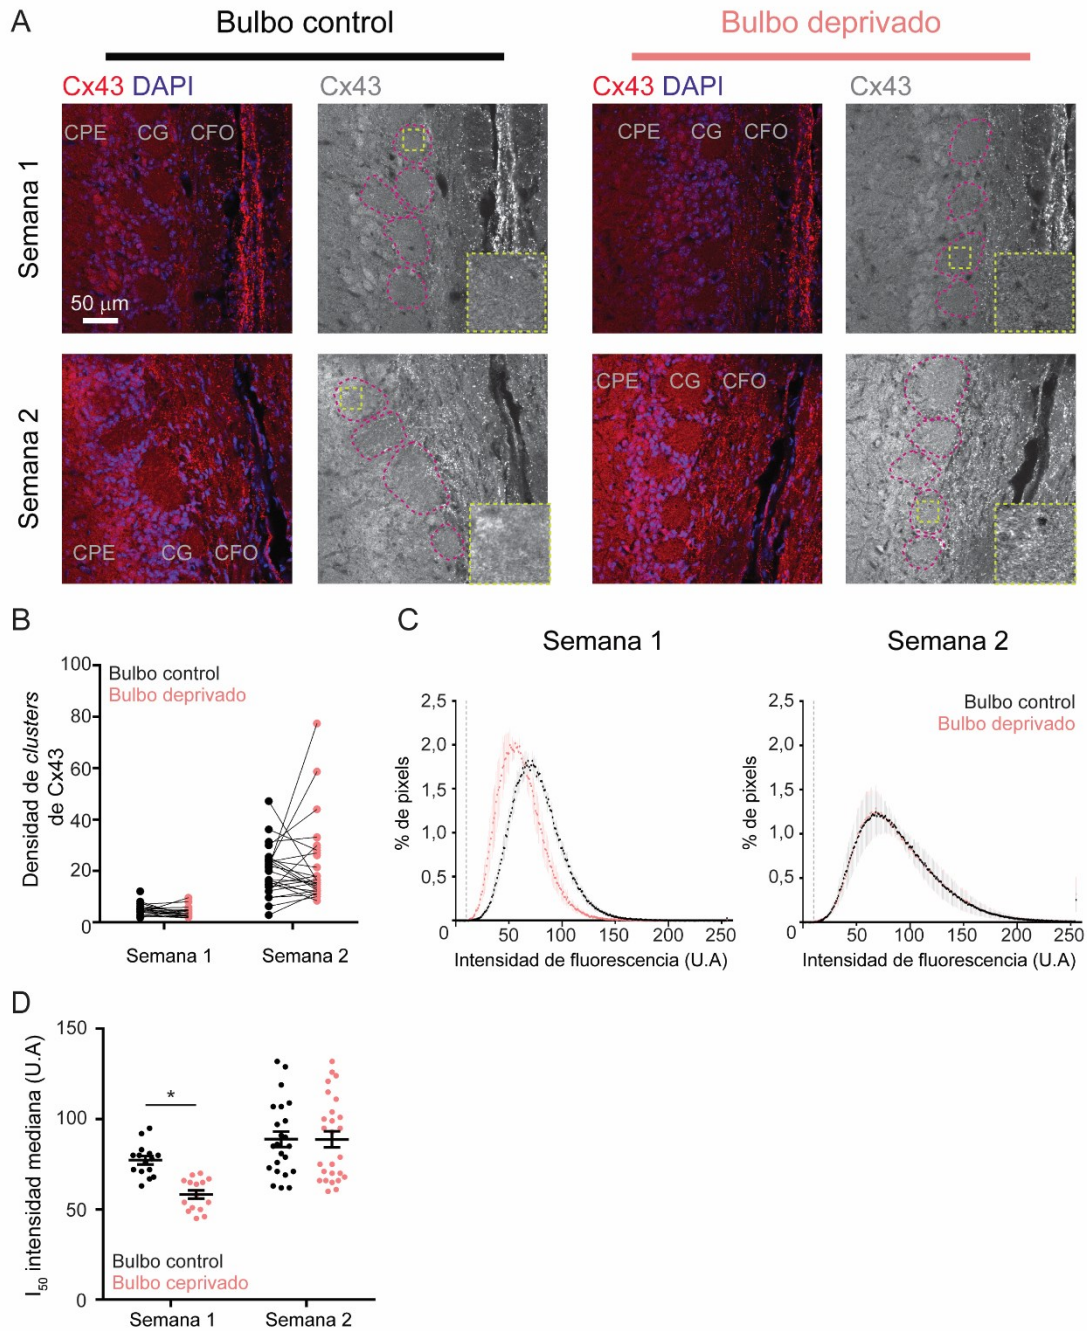 A
Bulbo control
Bulbo deprivado
Cx43 DAPI
Cx43
Cx43 DAPI
Cx43
Semana 1
CPE CG CFO
CPE CG CFO
50 µm
Semana 2
CPE CG CFO
CPE CG CFO
B
Densidad de clusters
de Cx43
100
80
60
40
20
0
Bulbo control
Bulbo deprivado
Semana 1
Semana 2
C
Semana 1
% de pixels
2,5
2,0
1,5
1,0
0,5
0
50
100
150
200
250
Intensidad de fluorescencia (U.A)
Semana 2
Bulbo control
Bulbo deprivado
% de pixels
2,5
2,0
1,5
1,0
0,5
0
50
100
150
200
250
Intensidad de fluorescencia (U.A)
D
I50 intensidad mediana (U.A)
150
100
50
0
*
Bulbo control
Bulbo ceprivado
Semana 1
Semana 2